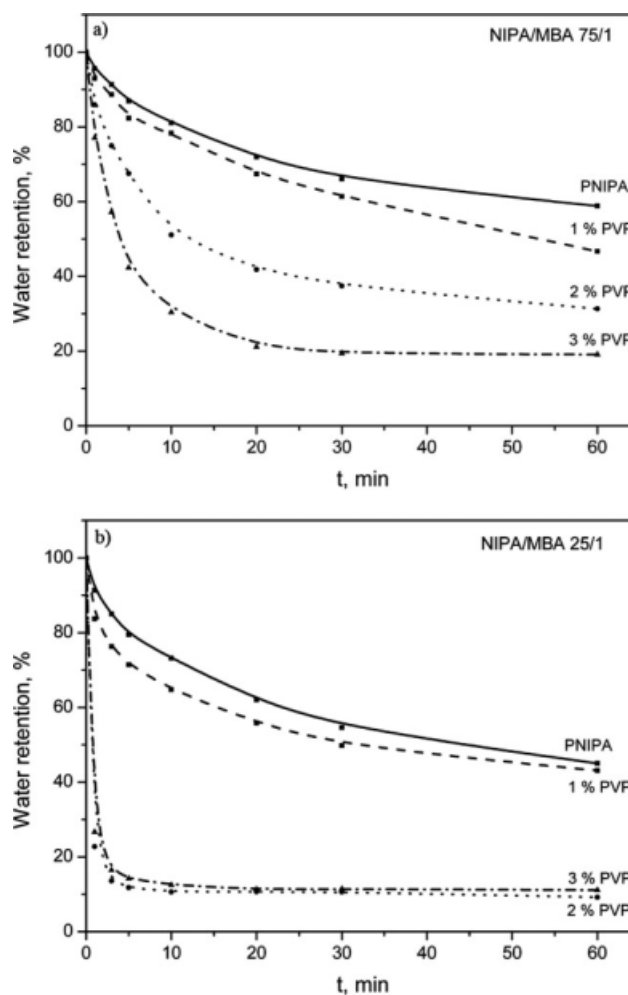 a)
NIPA/MBA 75/1
100
80
60
40
20
0
Water retention, %
PNIPA
1 % PVP
2 % PVP
3 % PVP
0 10 20 30 40 50 60
t, min
b)
NIPA/MBA 25/1
100
80
60
40
20
0
Water retention, %
PNIPA
1 % PVP
3 % PVP
2 % PVP
0 10 20 30 40 50 60
t, min